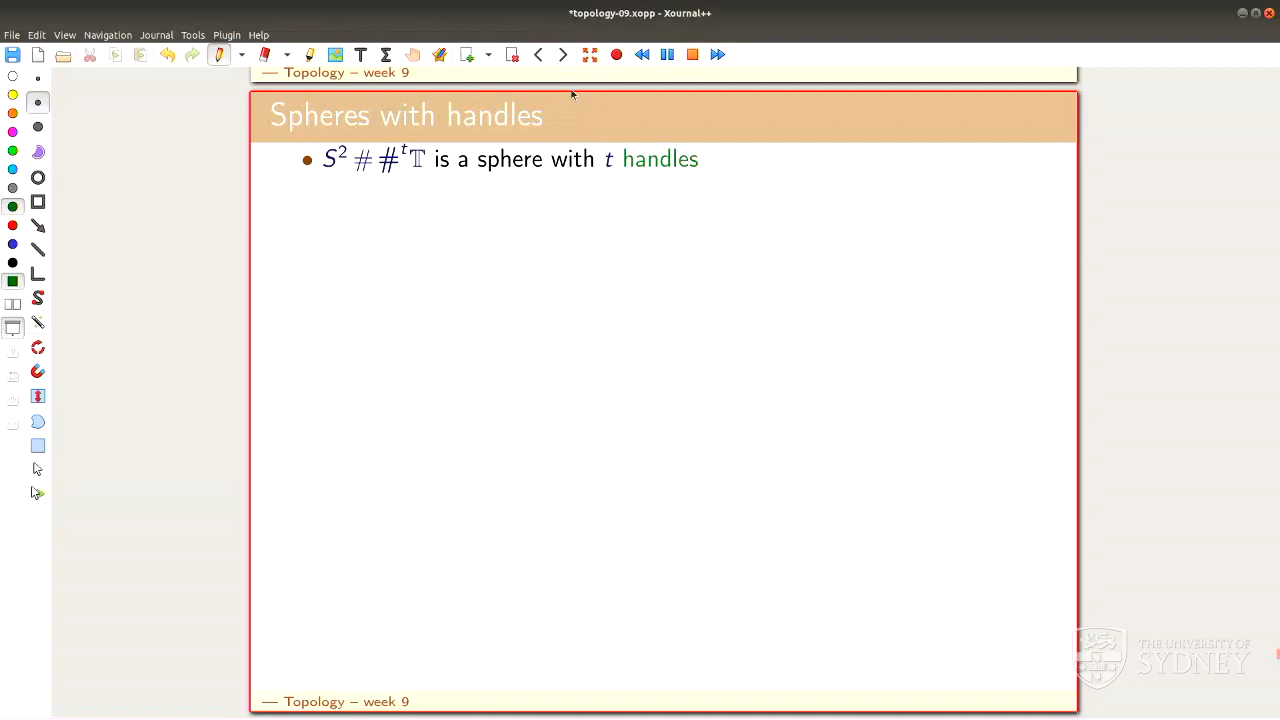 *topology-09.xopp - Xournal++
File Edit View Navigation Journal Tools Plugin Help
— Topology – week 9
Spheres with handles
• S² # #ᵗ𝕋 is a sphere with t handles
THE UNIVERSITY OF
SYDNEY
— Topology – week 9